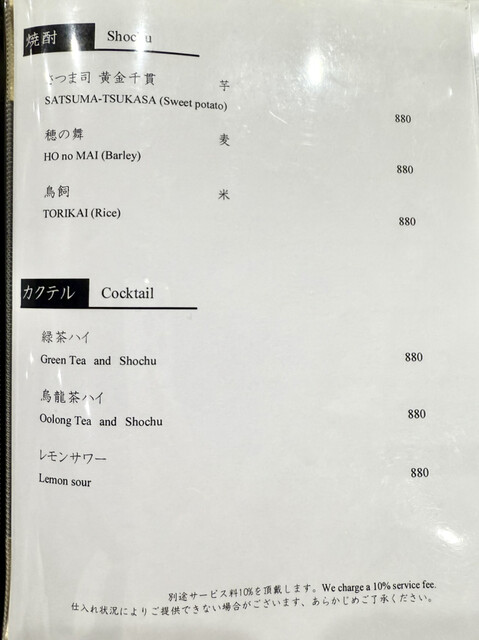 焼酎 Shochu
さつま司 黄金千貫 芋
SATSUMA-TSUKASA (Sweet potato)
880
穂の舞 麦
HO no MAI (Barley)
880
鳥飼 米
TORIKAI (Rice)
880
カクテル Cocktail
緑茶ハイ
Green Tea and Shochu 880
烏龍茶ハイ
Oolong Tea and Shochu 880
レモンサワー
Lemon sour 880
別途サービス料10%を頂戴します。We charge a 10% service fee.
仕入れ状況によりご提供できない場合がございます、あらかじめご了承ください。